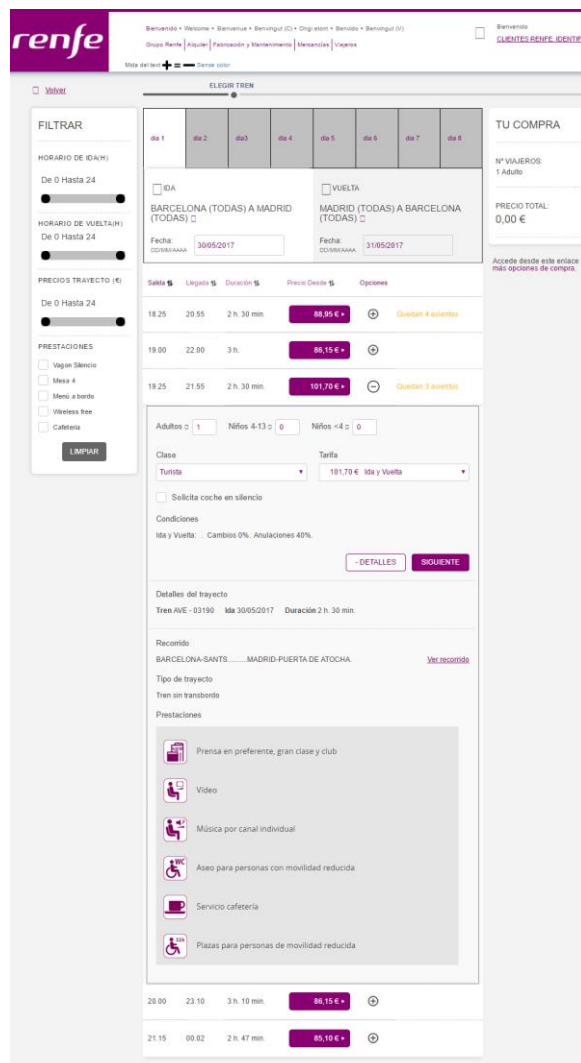 renfe
Bienvenido • Welcome • Bienvenue • Benvingut (C) • Ongi etorri • Benvido • Benvingut (V)
Grupo Renfe | Alquiler | Fabricación y Mantenimiento | Mercancías | Viajeros
Mida del text + = – Sense color
Bienvenido
CLIENTES RENFE. IDENTIF
Volver
ELEGIR TREN
FILTRAR
HORARIO DE IDA(H)
De 0 Hasta 24
HORARIO DE VUELTA(H)
De 0 Hasta 24
PRECIOS TRAYECTO (€)
De 0 Hasta 24
PRESTACIONES
Vagon Silencio
Mesa 4
Menú a bordo
Wireless free
Cafeteria
LIMPIAR
día 1 día 2 día3 día 4 día 5 día 6 día 7 día 8
IDA
BARCELONA (TODAS) A MADRID
(TODAS)
Fecha:
DD/MM/AAAA 30/05/2017
VUELTA
MADRID (TODAS) A BARCELONA
(TODAS)
Fecha:
DD/MM/AAAA 31/05/2017
Salida Llegada Duración Precio Desde Opciones
18.25 20.55 2 h. 30 min. 88,95 € Quedan 4 asientos
19.00 22.00 3 h. 86,15 €
19.25 21.55 2 h. 30 min. 101,70 € Quedan 3 asientos
Adultos 1 Niños 4-13 0 Niños <4 0
Clase Tarifa
Turista 101,70 € Ida y Vuelta
Solicita coche en silencio
Condiciones
Ida y Vuelta: . Cambios 0%. Anulaciones 40%.
- DETALLES SIGUIENTE
Detalles del trayecto
Tren AVE - 03190 Ida 30/05/2017 Duración 2 h. 30 min.
Recorrido
BARCELONA-SANTS.........MADRID-PUERTA DE ATOCHA. Ver recorrido
Tipo de trayecto
Tren sin transbordo
Prestaciones
Prensa en preferente, gran clase y club
Vídeo
Música por canal individual
WC
Aseo para personas con movilidad reducida
Servicio cafetería
Plazas para personas de movilidad reducida
20.00 23.10 3 h. 10 min. 86,15 €
21.15 00.02 2 h. 47 min. 85,10 €
TU COMPRA
Nº VIAJEROS:
1 Adulto
PRECIO TOTAL:
0,00 €
Accede desde este enlace
más opciones de compra.